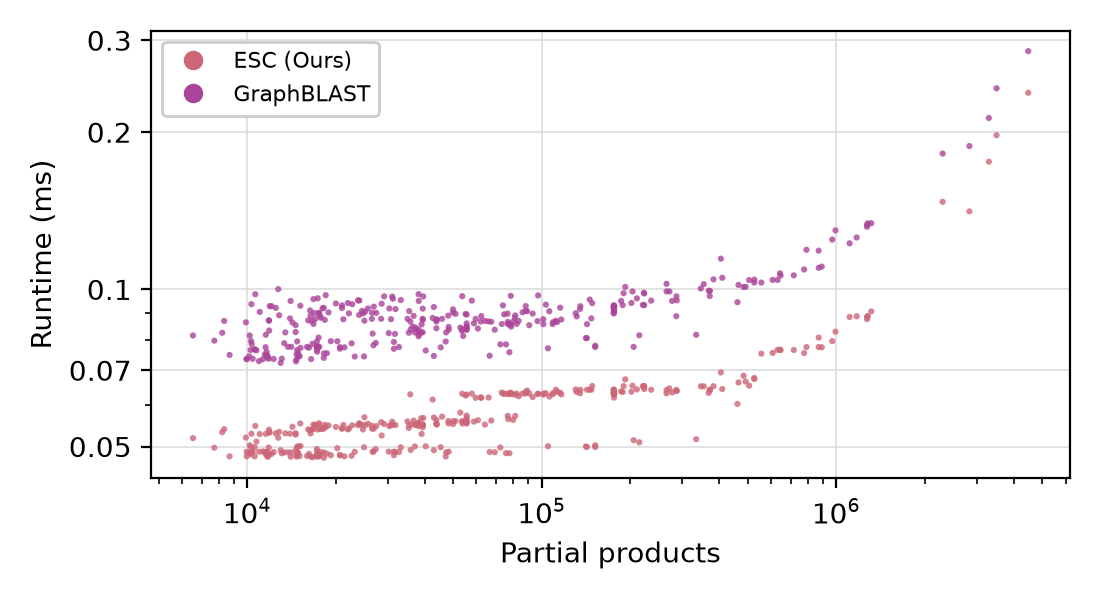 0.3
0.2
0.1
0.07
0.05
Runtime (ms)
ESC (Ours)
GraphBLAST
10⁴ 10⁵ 10⁶
Partial products